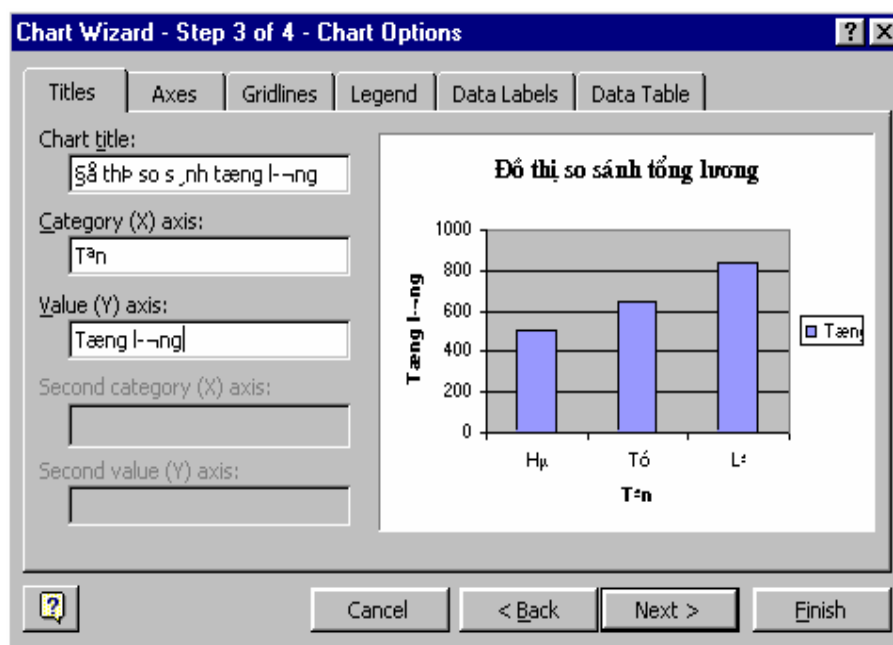 Chart Wizard - Step 3 of 4 - Chart Options
Titles
Axes
Gridlines
Legend
Data Labels
Data Table
Chart title:
§å thÞ so s¸nh tæng l-¬ng
Category (X) axis:
Tªn
Value (Y) axis:
Tæng l-¬ng
Second category (X) axis:
Second value (Y) axis:
Đồ thị so sánh tổng lương
Tæng l-¬ng
1000
800
600
400
200
0
Hµ
Tó
Lª
Tªn
Tæng
Cancel
< Back
Next >
Finish